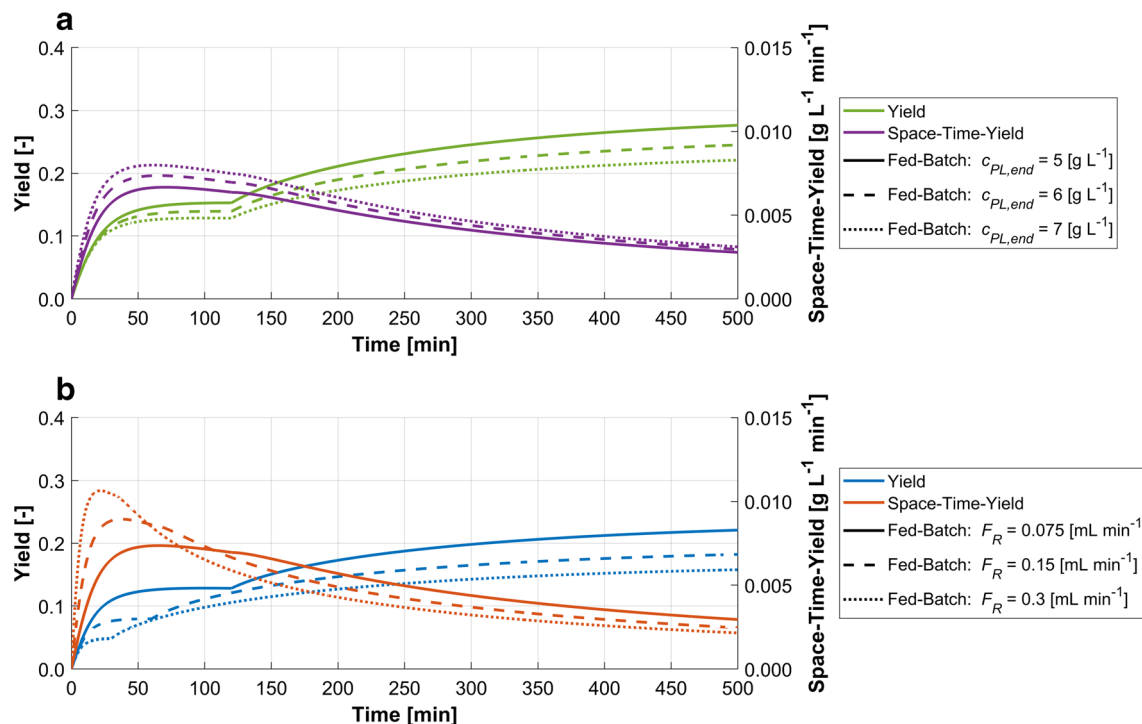 a
0.4
0.3
0.2
0.1
0.0
Yield [-]
0.015
0.010
0.005
0.000
Space-Time-Yield [g L⁻¹ min⁻¹]
0 50 100 150 200 250 300 350 400 450 500
Time [min]
Yield
Space-Time-Yield
Fed-Batch: c_PL,end = 5 [g L⁻¹]
Fed-Batch: c_PL,end = 6 [g L⁻¹]
Fed-Batch: c_PL,end = 7 [g L⁻¹]
b
0.4
0.3
0.2
0.1
0.0
Yield [-]
0.015
0.010
0.005
0.000
Space-Time-Yield [g L⁻¹ min⁻¹]
0 50 100 150 200 250 300 350 400 450 500
Time [min]
Yield
Space-Time-Yield
Fed-Batch: F_R = 0.075 [mL min⁻¹
Fed-Batch: F_R = 0.15 [mL min⁻¹]
Fed-Batch: F_R = 0.3 [mL min⁻¹]